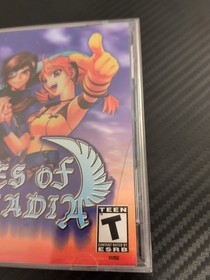 ES OF
ADIA
TEEN
T
CONTENT RATED BY
ESRB